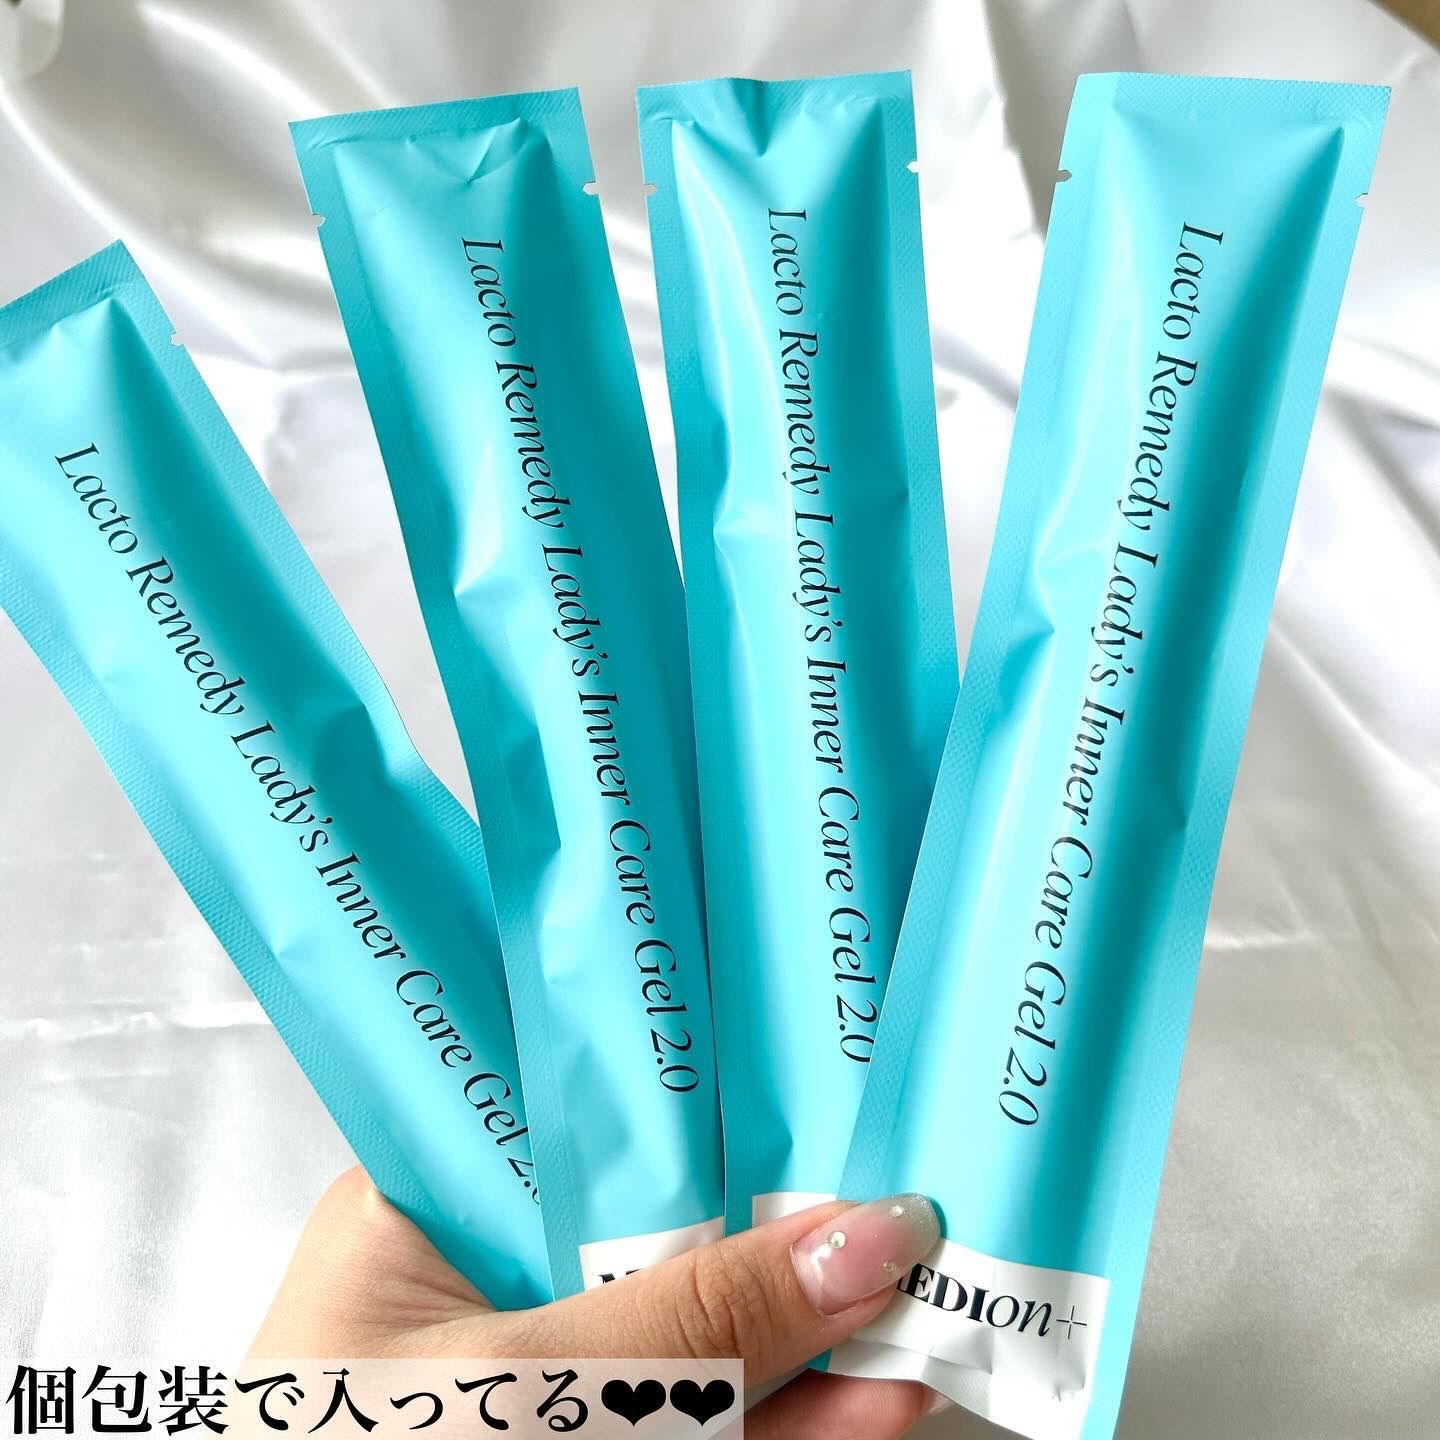 Lacto Remedy Lady's Inner Care Gel 2.0
Lacto Remedy Lady's Inner Care Gel 2.0
Lacto Remedy Lady's Inner Care Gel 2.0
Lacto Remedy Lady's Inner Care Gel 2.0
EDIon+
個包装で入ってる❤❤